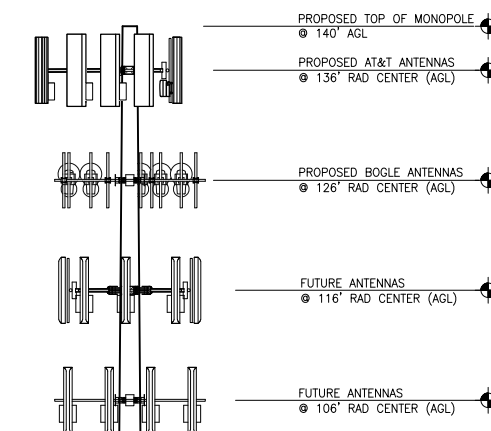 PROPOSED TOP OF MONOPOLE
@ 140' AGL
PROPOSED AT&T ANTENNAS
@ 136' RAD CENTER (AGL)
PROPOSED BOGLE ANTENNAS
@ 126' RAD CENTER (AGL)
FUTURE ANTENNAS
@ 116' RAD CENTER (AGL)
FUTURE ANTENNAS
@ 106' RAD CENTER (AGL)